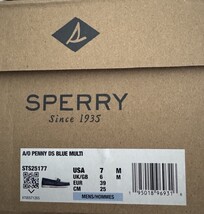 SPERRY
Since 1935
A/O PENNY DS BLUE MULTI
STS25177
USA 7 M
UK/GB 6 M
EUR 39
CM 25
MENS/HOMMES